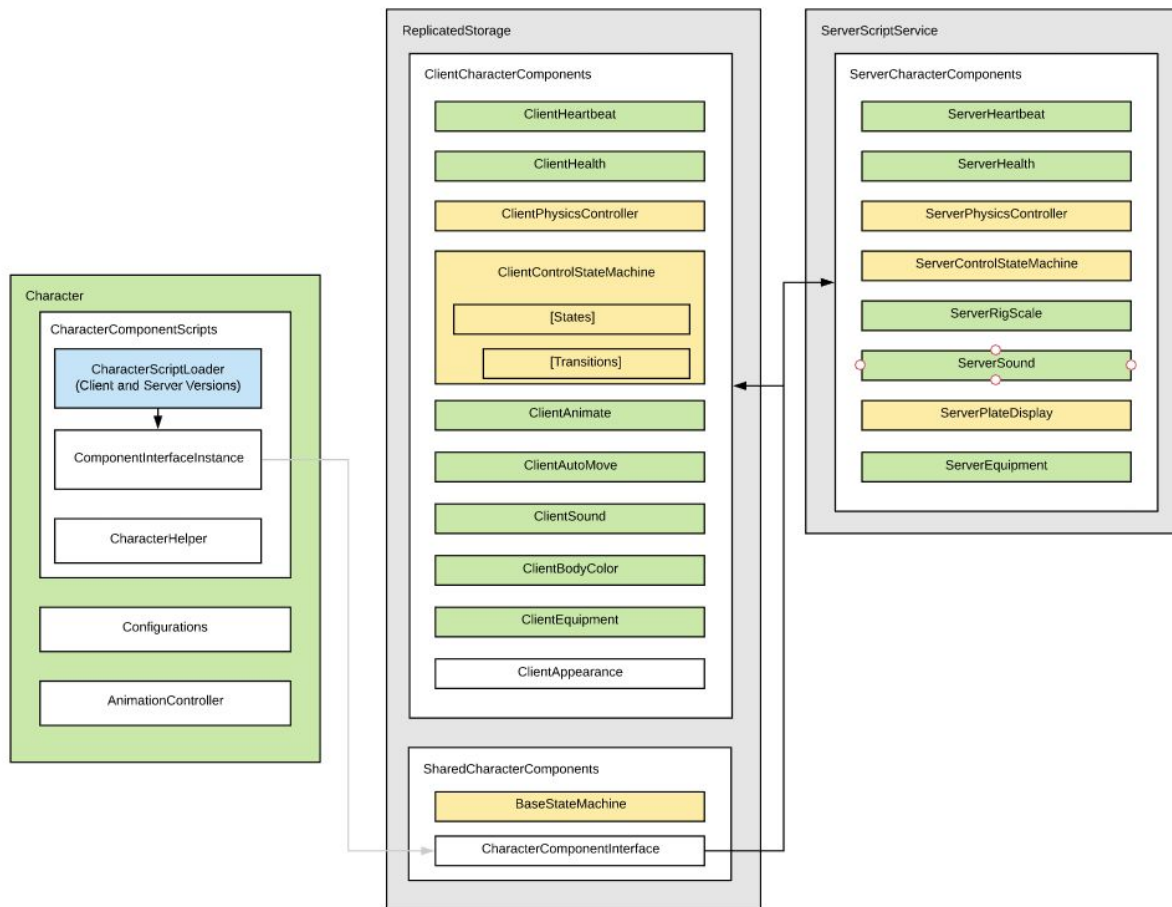 Character
CharacterComponentScripts
CharacterScriptLoader
(Client and Server Versions)
ComponentInterfaceInstance
CharacterHelper
Configurations
AnimationController
ReplicatedStorage
ClientCharacterComponents
ClientHeartbeat
ClientHealth
ClientPhysicsController
ClientControlStateMachine
[States]
[Transitions]
ClientAnimate
ClientAutoMove
ClientSound
ClientBodyColor
ClientEquipment
ClientAppearance
SharedCharacterComponents
BaseStateMachine
CharacterComponentInterface
ServerScriptService
ServerCharacterComponents
ServerHeartbeat
ServerHealth
ServerPhysicsController
ServerControlStateMachine
ServerRigScale
ServerSound
ServerPlateDisplay
ServerEquipment